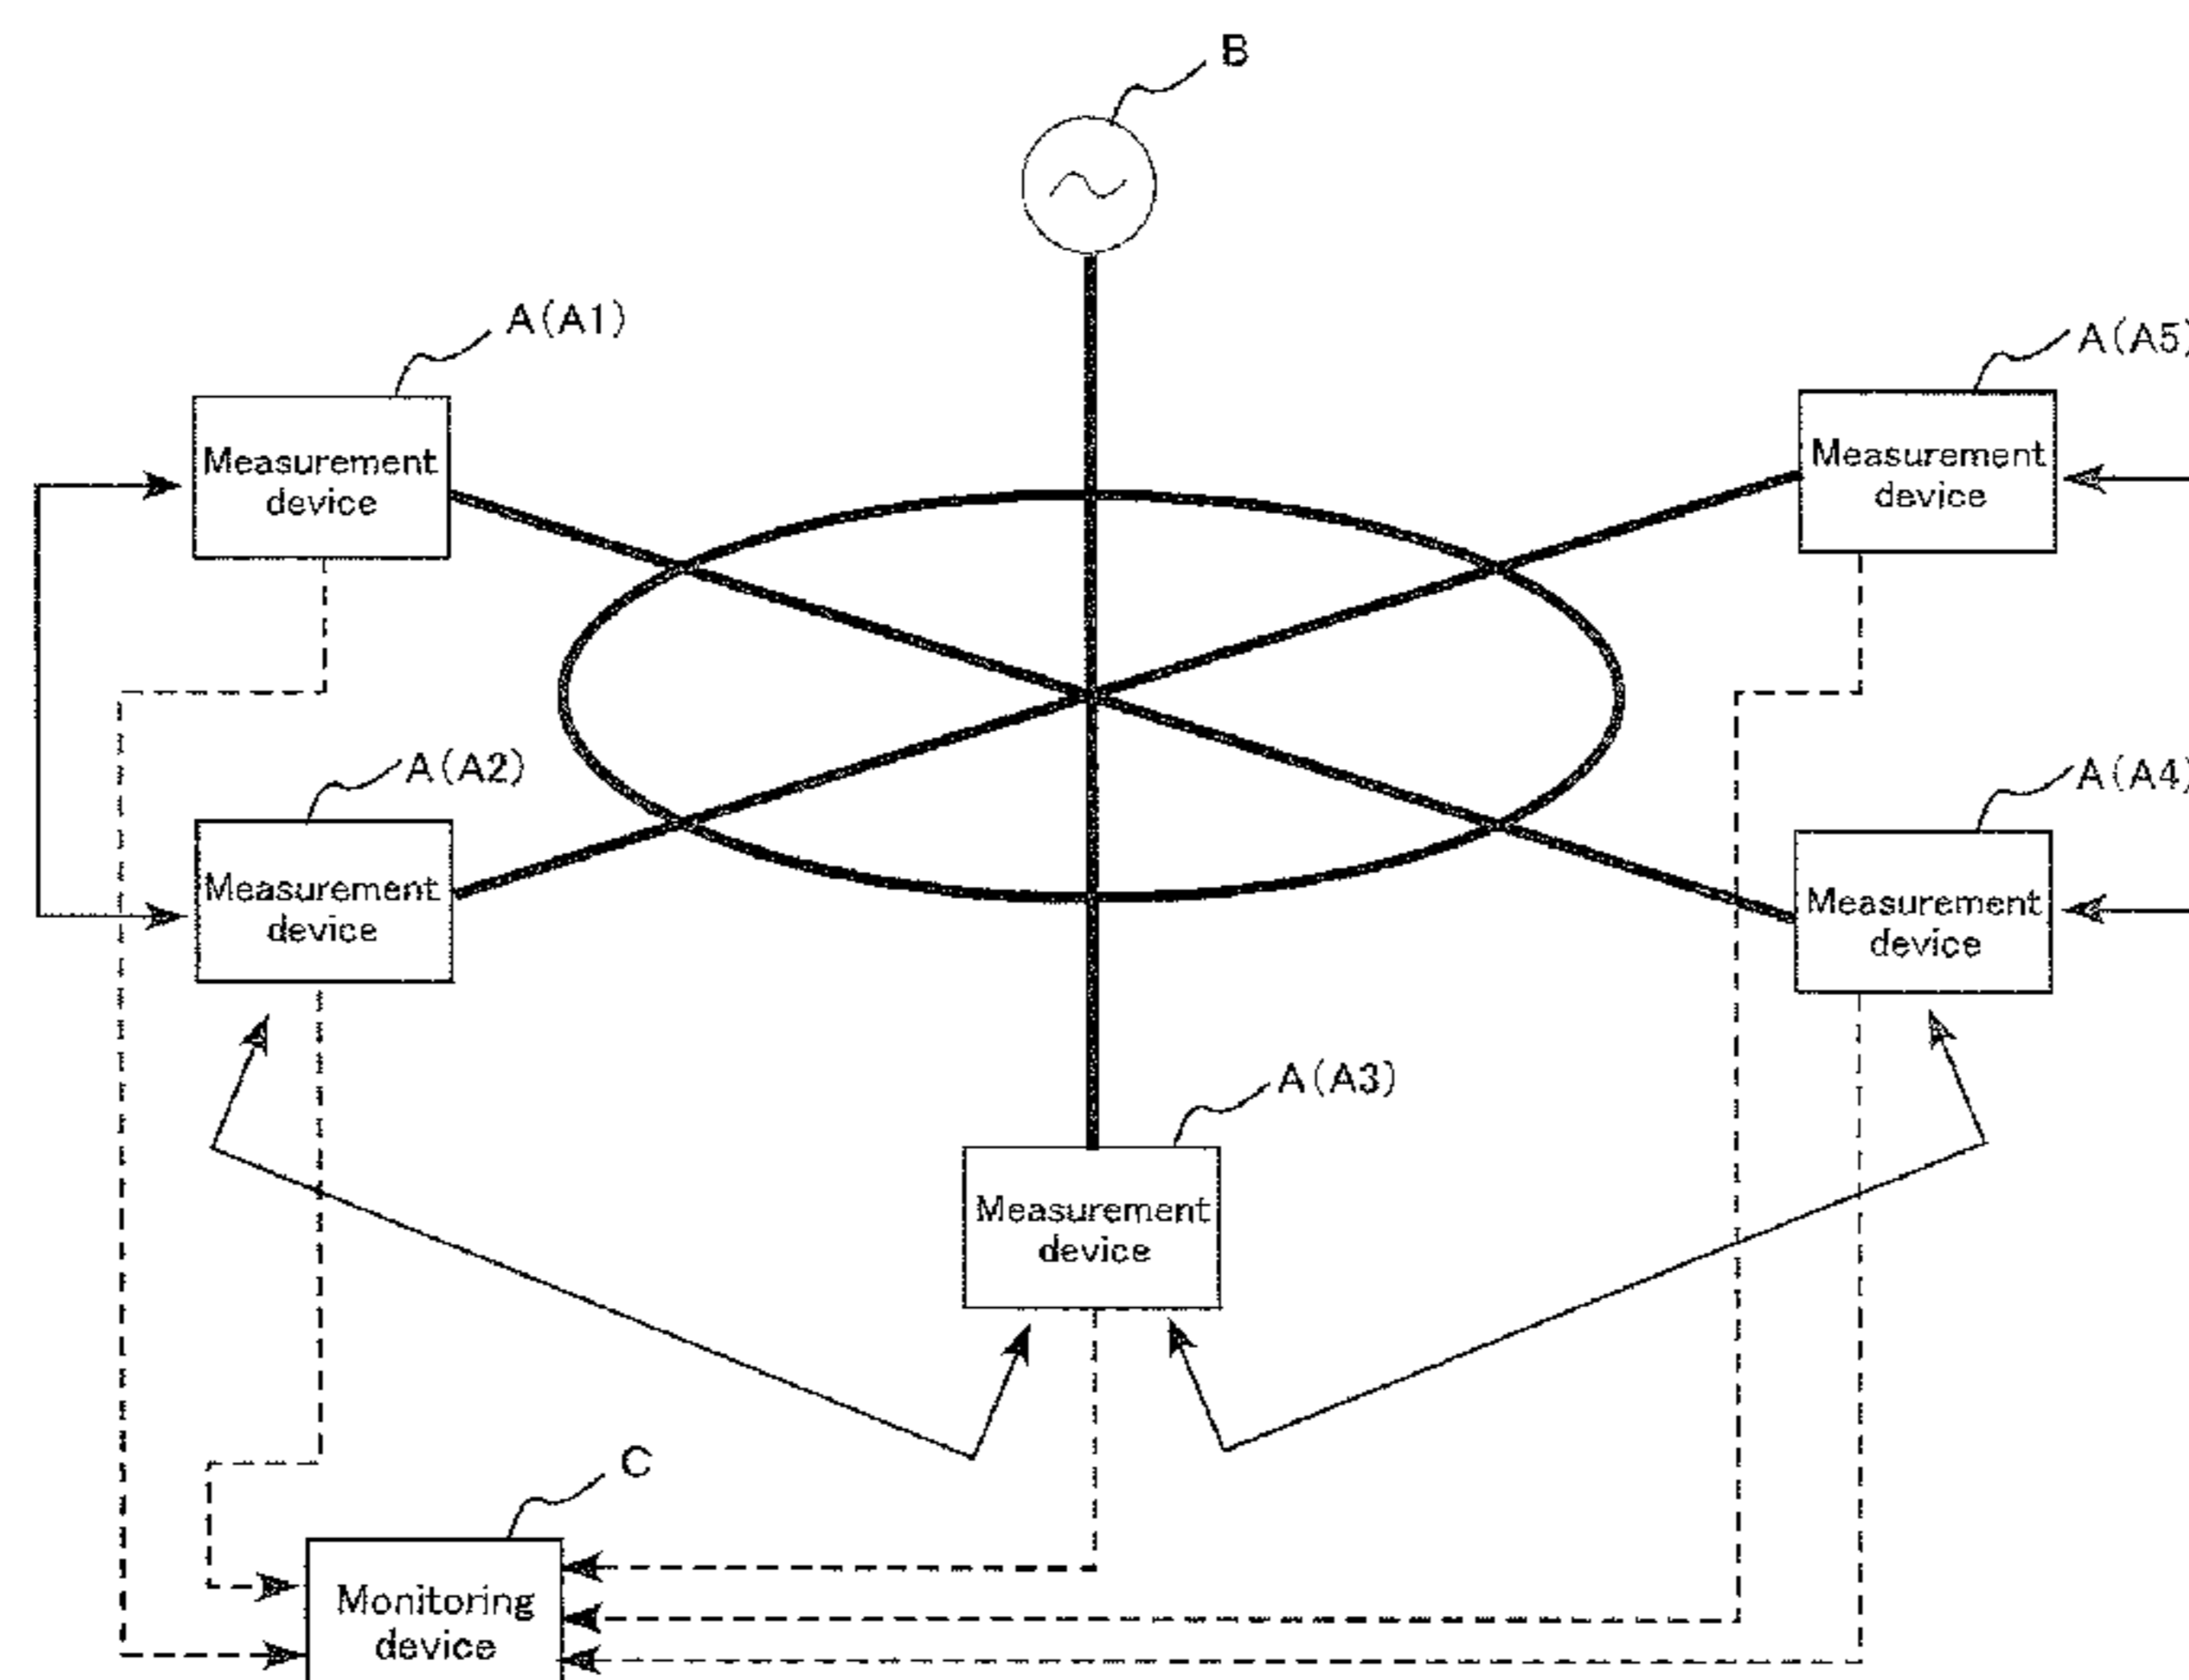 B
A(A1)
A(A5)
Measurement
device
Measurement
device
A(A2)
A(A4)
Measurement
device
Measurement
device
A(A3)
Measurement
device
C
Monitoring
device